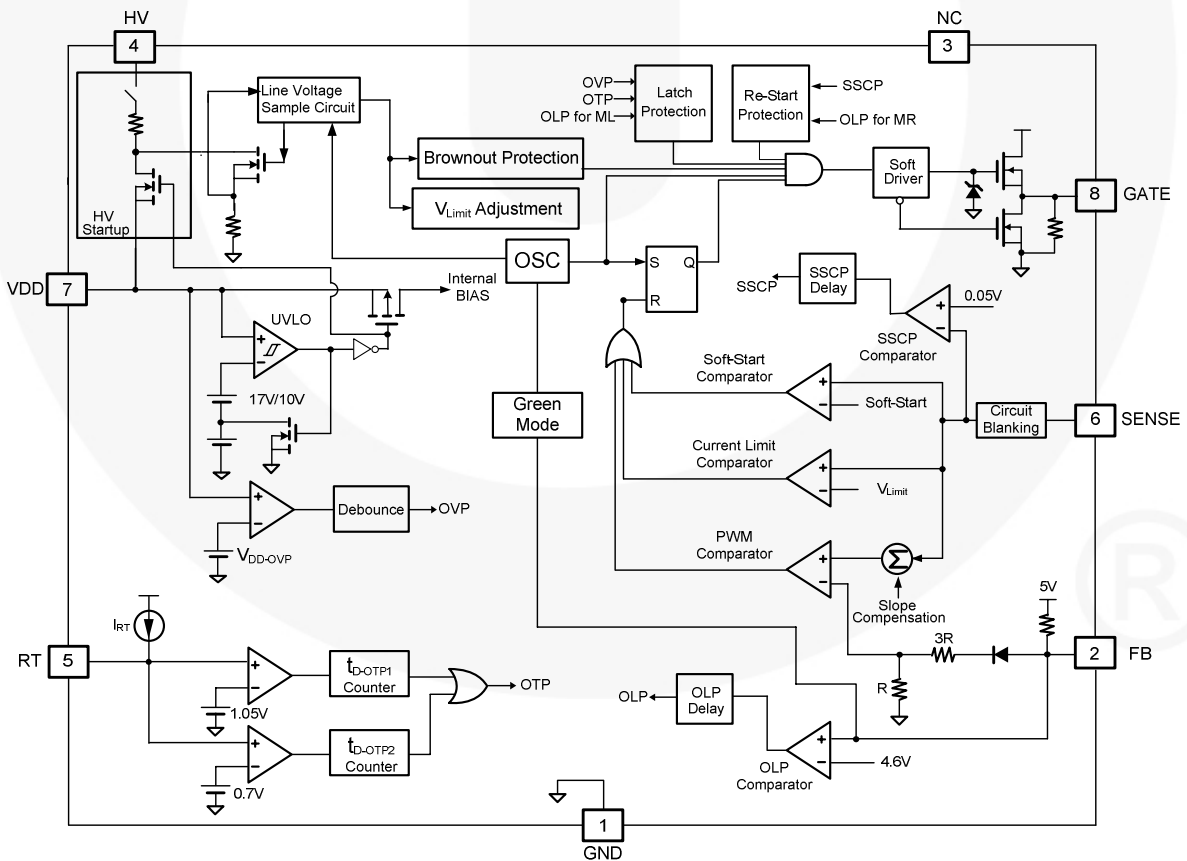 HV
4
NC
3
Line Voltage
Sample Circuit
HV
Startup
Brownout Protection
VLimit Adjustment
OVP
OTP
OLP for ML
Latch
Protection
Re-Start
Protection
SSCP
OLP for MR
Soft
Driver
8
GATE
OSC
S
Q
R
VDD
7
Internal
BIAS
UVLO
+
−
17V/10V
SSCP
SSCP
Delay
0.05V
+
−
SSCP
Comparator
Soft-Start
Comparator
+
−
Soft-Start
Circuit
Blanking
6
SENSE
Green
Mode
Current Limit
Comparator
+
−
VLimit
+
−
Debounce
OVP
VDD-OVP
PWM
Comparator
+
−
Σ
Slope
Compensation
5V
®
IRT
RT
5
+
−
1.05V
tD-OTP1
Counter
OTP
+
−
0.7V
tD-OTP2
Counter
3R
R
2
FB
OLP
OLP
Delay
+
−
4.6V
OLP
Comparator
1
GND